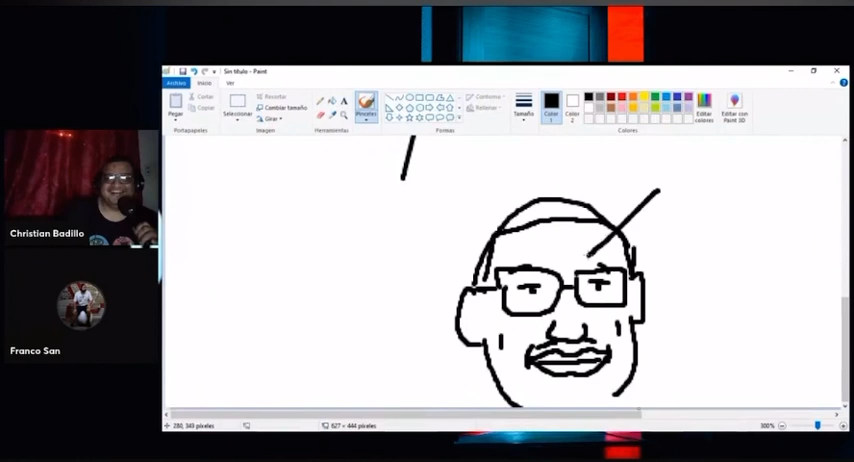 Sin título - Paint
Archivo
Inicio
Ver
Pegar
Cortar
Copiar
Portapapeles
Seleccionar
Recortar
Cambiar tamaño
Girar
Imagen
A
Herramientas
Pinceles
Formas
Contorno
Rellenar
Tamaño
Color
1
Color
2
Editar
colores
Colores
Editar con
Paint 3D
Christian Badillo
Franco San
280, 349 píxeles
627 × 444 píxeles
300%